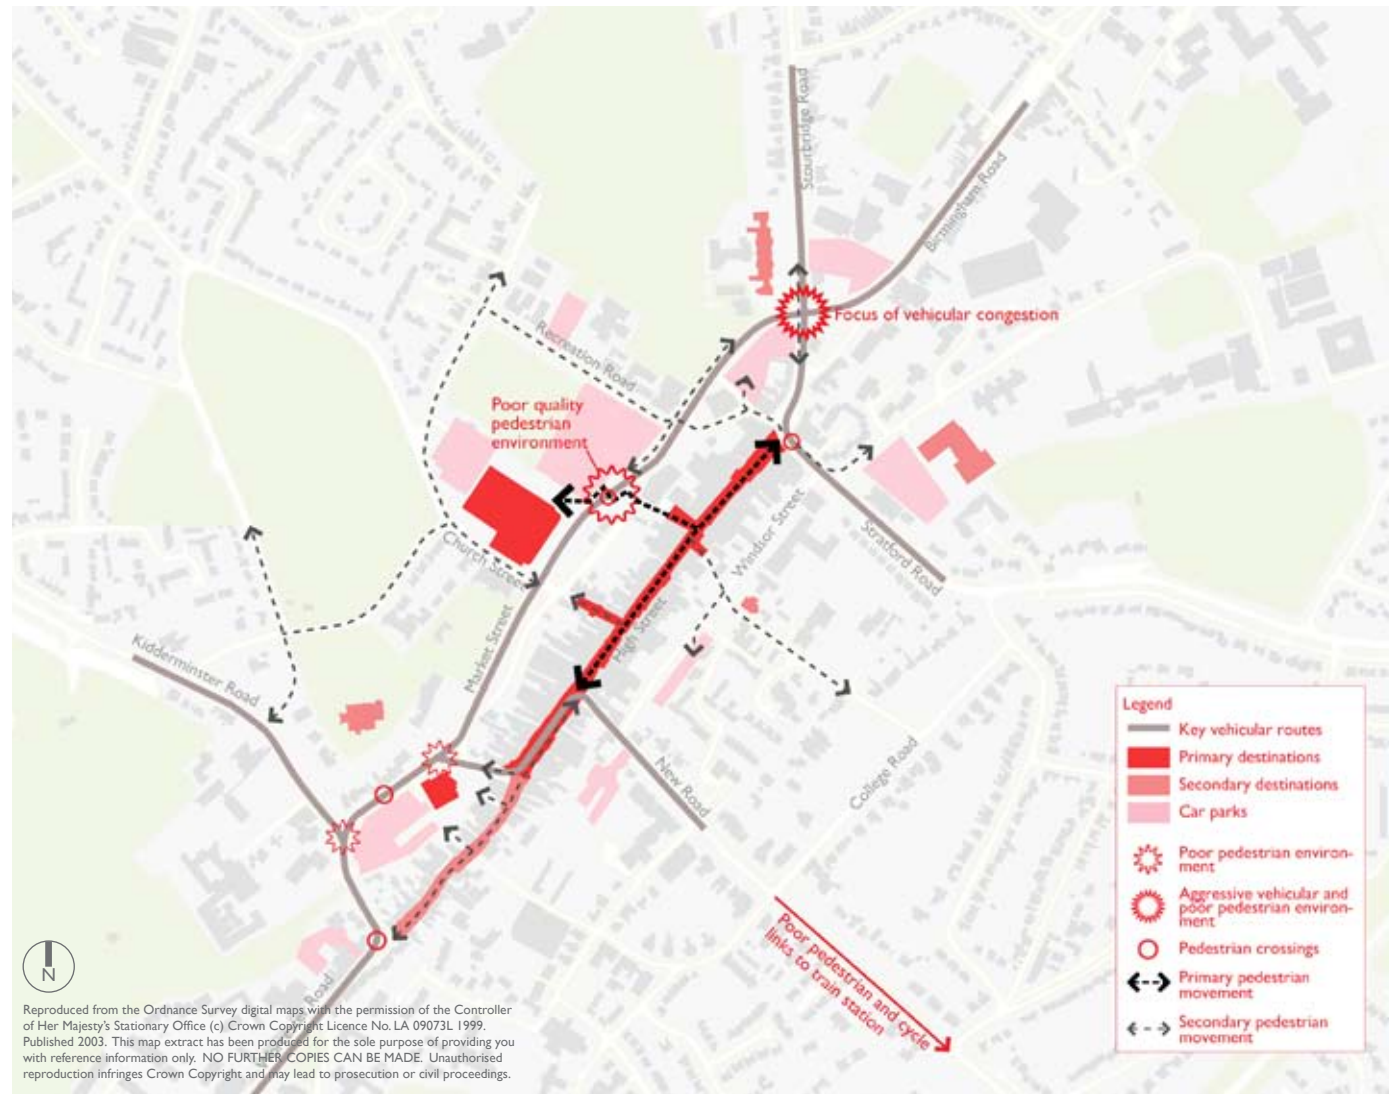 Stourbridge Road
Birmingham Road
Focus of vehicular congestion
Recreation Road
Poor quality
pedestrian
environment
Church Street
Windsor Street
Stratford Road
High Street
Market Street
Kidderminster Road
New Road
College Road
Poor pedestrian and cycle
links to train station
Road
Legend
Key vehicular routes
Primary destinations
Secondary destinations
Car parks
Poor pedestrian environ-
ment
Aggressive vehicular and
poor pedestrian environ-
ment
Pedestrian crossings
Primary pedestrian
movement
Secondary pedestrian
movement
N
Reproduced from the Ordnance Survey digital maps with the permission of the Controller
of Her Majesty's Stationary Office (c) Crown Copyright Licence No. LA 09073L 1999.
Published 2003. This map extract has been produced for the sole purpose of providing you
with reference information only. NO FURTHER COPIES CAN BE MADE. Unauthorised
reproduction infringes Crown Copyright and may lead to prosecution or civil proceedings.